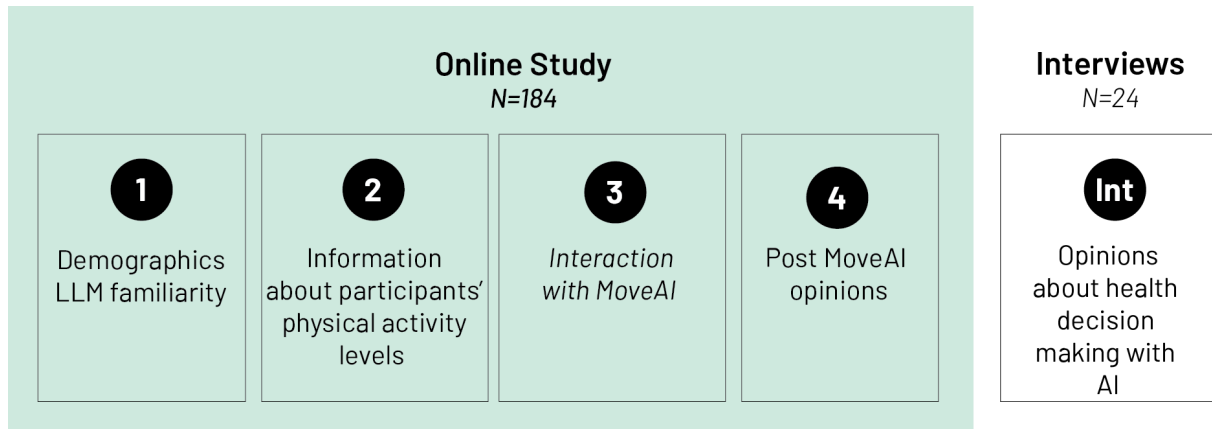 Online Study
N=184
1
Demographics
LLM familiarity
2
Information
about participants'
physical activity
levels
3
Interaction
with MoveAI
4
Post MoveAI
opinions
Interviews
N=24
Int
Opinions
about health
decision
making with
AI